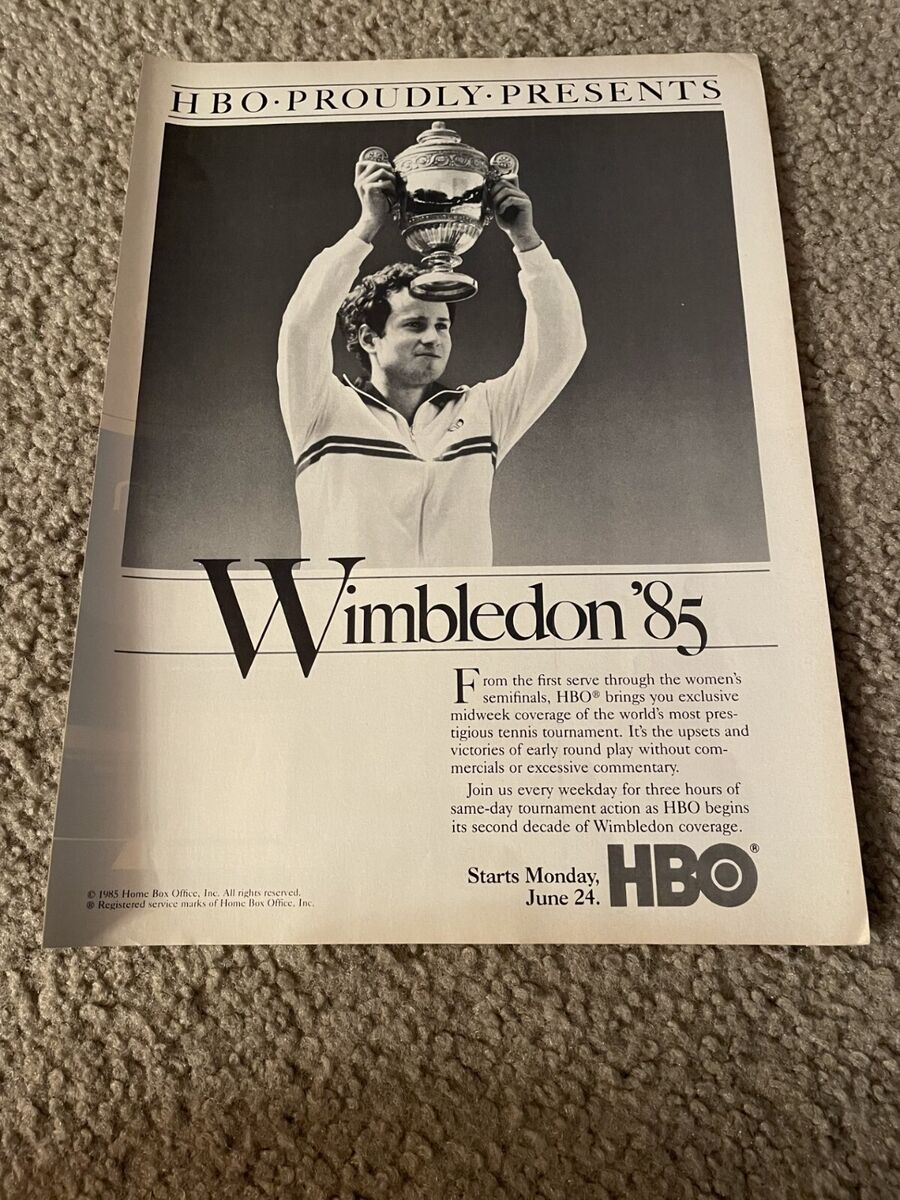 HBO·PROUDLY·PRESENTS
Wimbledon '85
From the first serve through the women's
semifinals, HBO® brings you exclusive
midweek coverage of the world's most pres-
tigious tennis tournament. It's the upsets and
victories of early round play without com-
mercials or excessive commentary.
Join us every weekday for three hours of
same-day tournament action as HBO begins
its second decade of Wimbledon coverage.
Starts Monday,
June 24.
HBO®
© 1985 Home Box Office, Inc. All rights reserved.
® Registered service marks of Home Box Office, Inc.